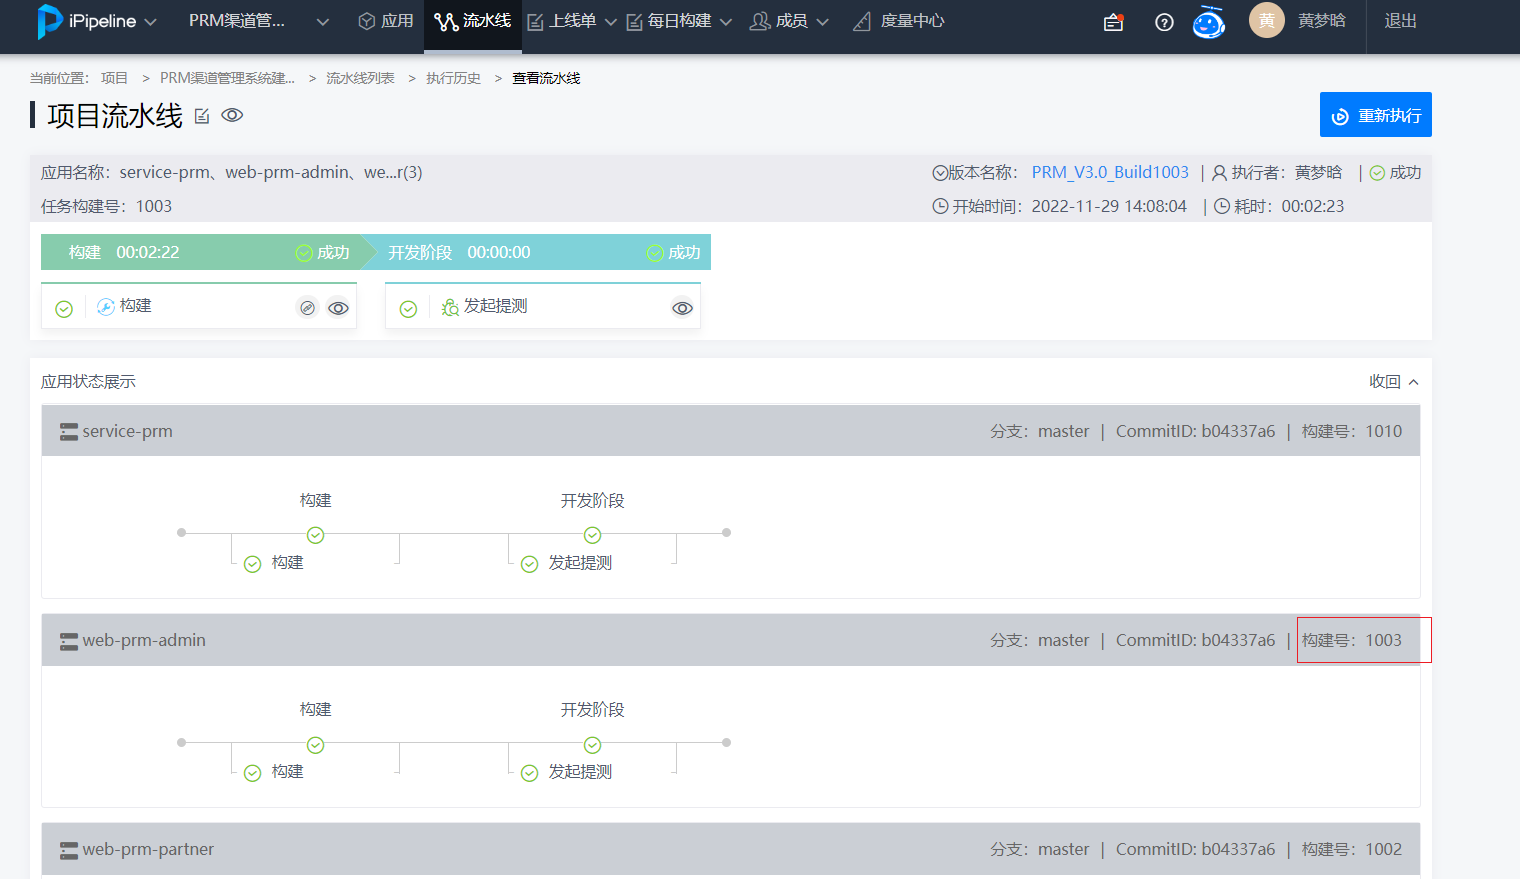 iPipeline PRM渠道管... 应用 流水线 上线单 每日构建 成员 度量中心 黄 黄梦晗 退出
当前位置： 项目 > PRM渠道管理系统建... > 流水线列表 > 执行历史 > 查看流水线
项目流水线
重新执行
应用名称：service-prm、web-prm-admin、we...r(3)
版本名称： PRM_V3.0_Build1003 | 执行者：黄梦晗 | 成功
任务构建号：1003
开始时间：2022-11-29 14:08:04 | 耗时：00:02:23
构建 00:02:22 成功 开发阶段 00:00:00 成功
构建 发起提测
应用状态展示 收回
service-prm 分支：master | CommitID: b04337a6 | 构建号：1010
构建 开发阶段
构建 发起提测
web-prm-admin 分支：master | CommitID: b04337a6 | 构建号：1003
构建 开发阶段
构建 发起提测
web-prm-partner 分支：master | CommitID: b04337a6 | 构建号：1002